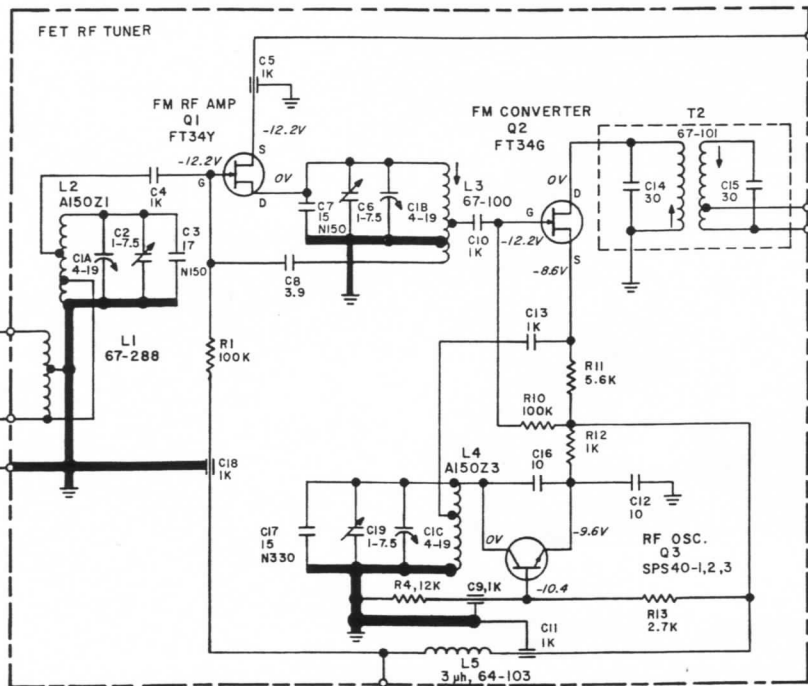 FET RF TUNER
C5
1K
FM RF AMP
Q1
FT34Y
-12.2V
S
-12.2V
G
D
0V
C4
1K
L2
A150Z1
C2
1-7.5
C3
17
N150
C1A
4-19
C7
15
N150
C6
1-7.5
C1B
4-19
L3
67-100
C10
1K
C8
3.9
FM CONVERTER
Q2
FT34G
0V
D
G
-12.2V
S
-8.6V
T2
67-101
C14
30
C15
30
L1
67-288
R1
100K
C13
1K
R11
5.6K
R10
100K
R12
1K
C18
1K
L4
A150Z3
C16
10
C12
10
C17
15
N330
C19
1-7.5
C1C
4-19
0V
-9.6V
RF OSC.
Q3
SPS40-1,2,3
-10.4
R4,12K
C9,1K
R13
2.7K
C11
1K
L5
3 μh, 64-103